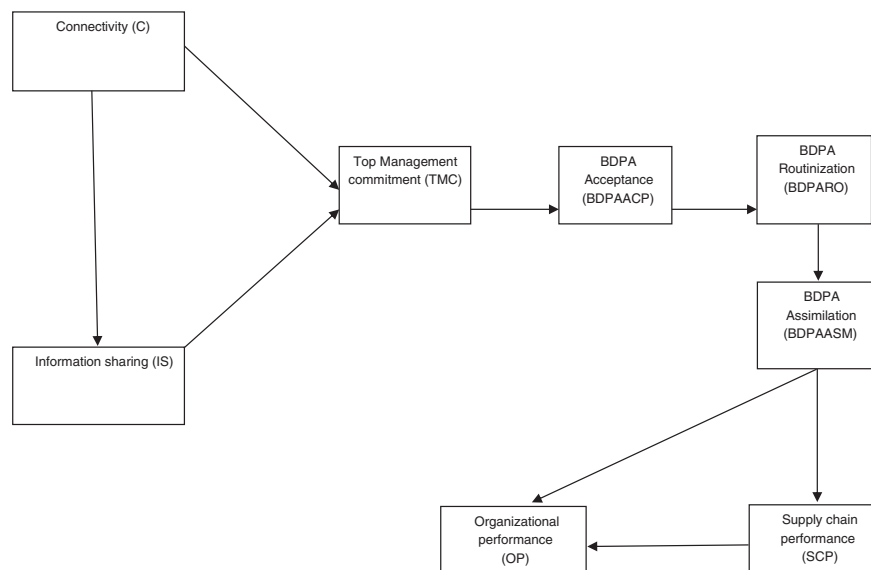 Connectivity (C)
Top Management
commitment (TMC)
BDPA
Acceptance
(BDPAACP)
BDPA
Routinization
(BDPARO)
BDPA
Assimilation
(BDPAASM)
Information sharing (IS)
Organizational
performance
(OP)
Supply chain
performance
(SCP)